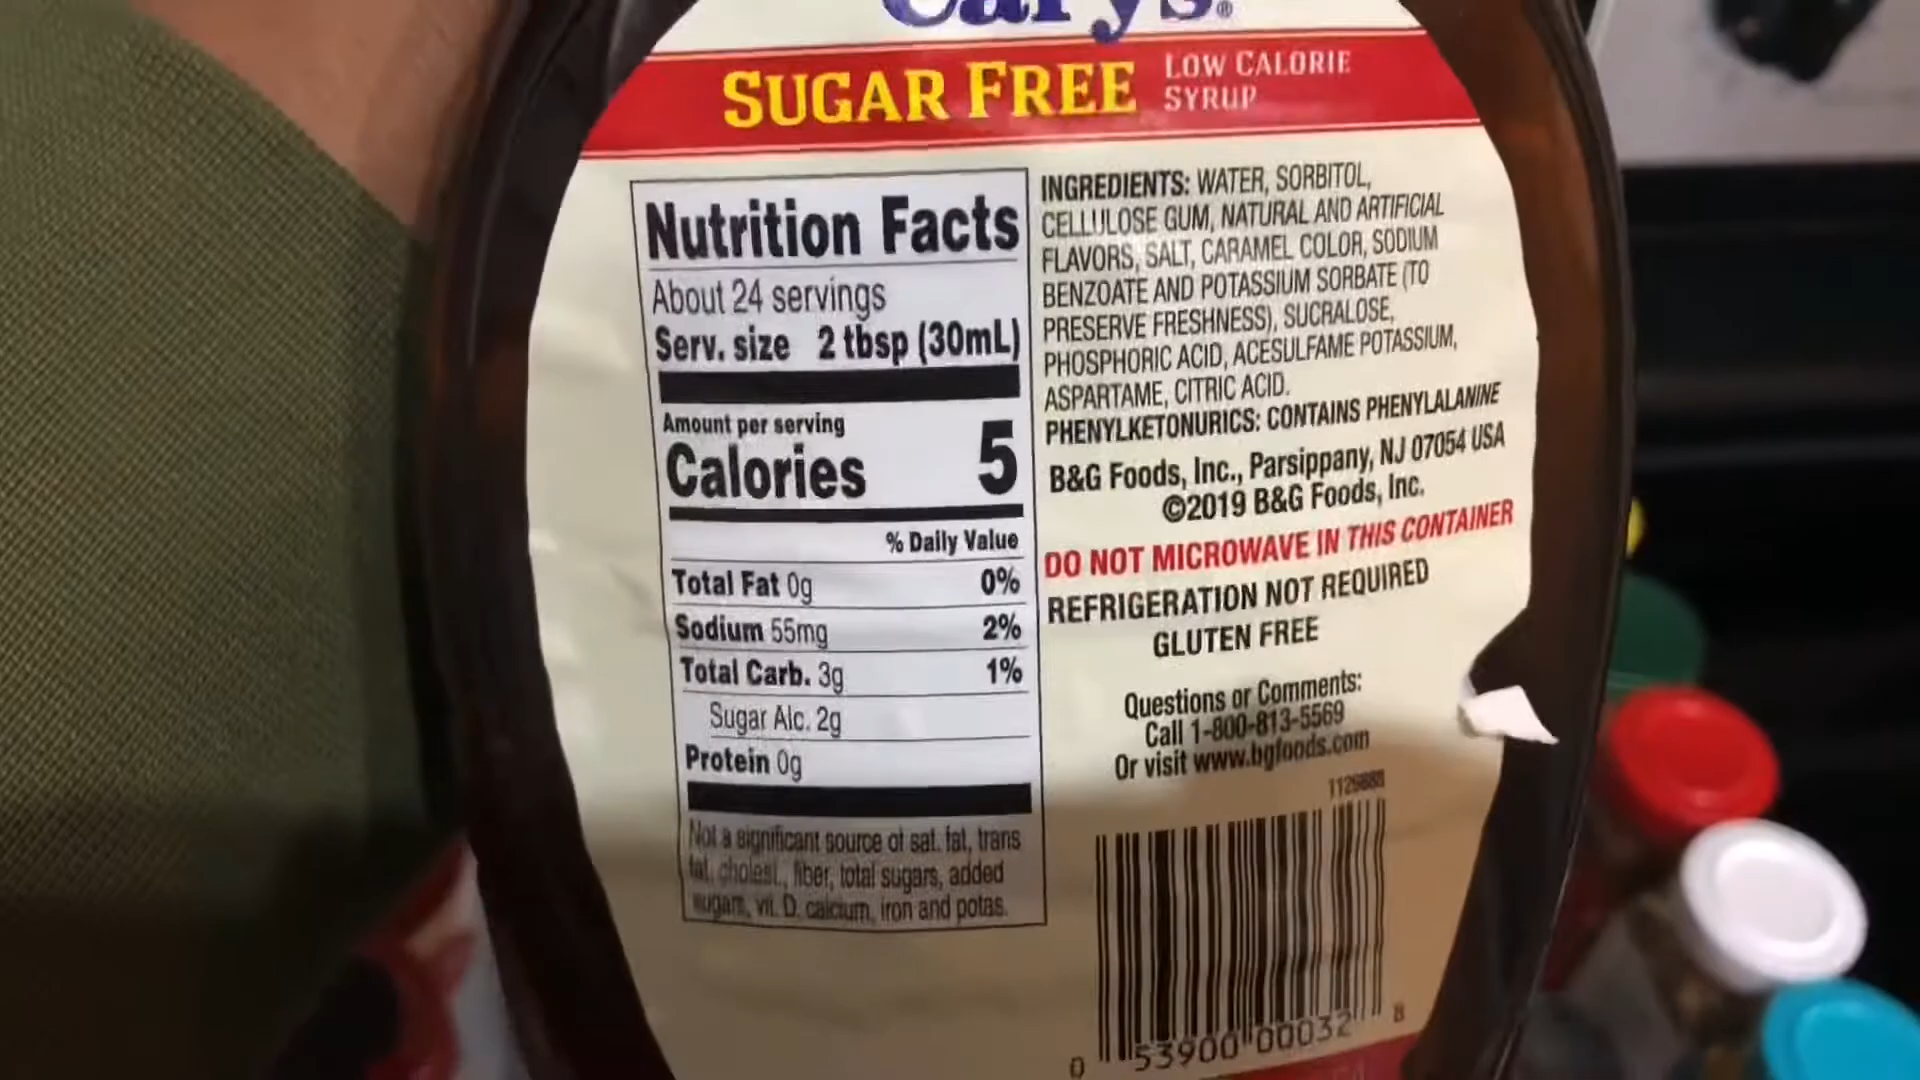 Cary's®
SUGAR FREE
LOW CALORIE
SYRUP
Nutrition Facts
About 24 servings
Serv. size 2 tbsp (30mL)
Amount per serving
Calories 5
% Daily Value
Total Fat 0g 0%
Sodium 55mg 2%
Total Carb. 3g 1%
Sugar Alc. 2g
Protein 0g
Not a significant source of sat. fat, trans
fat, cholest., fiber, total sugars, added
sugars, vit. D, calcium, iron and potas.
INGREDIENTS: WATER, SORBITOL,
CELLULOSE GUM, NATURAL AND ARTIFICIAL
FLAVORS, SALT, CARAMEL COLOR, SODIUM
BENZOATE AND POTASSIUM SORBATE (TO
PRESERVE FRESHNESS), SUCRALOSE,
PHOSPHORIC ACID, ACESULFAME POTASSIUM,
ASPARTAME, CITRIC ACID.
PHENYLKETONURICS: CONTAINS PHENYLALANINE
B&G Foods, Inc., Parsippany, NJ 07054 USA
©2019 B&G Foods, Inc.
DO NOT MICROWAVE IN THIS CONTAINER
REFRIGERATION NOT REQUIRED
GLUTEN FREE
Questions or Comments:
Call 1-800-813-5569
Or visit www.bgfoods.com
0 53900 00032 8